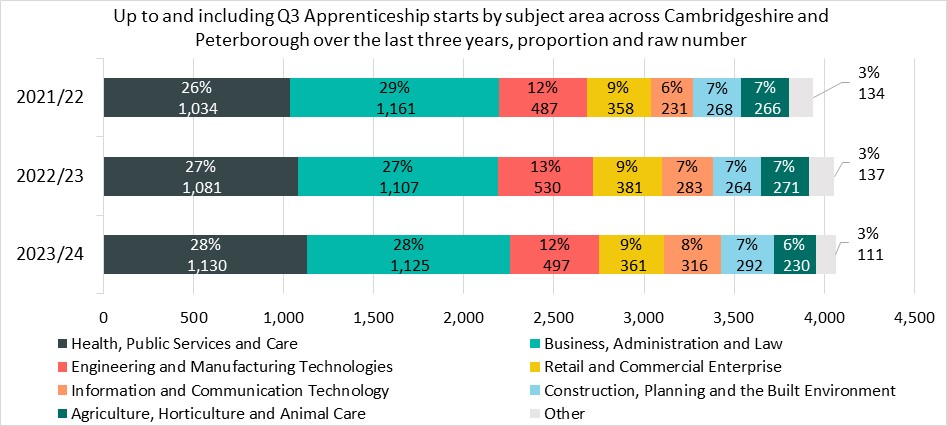 Up to and including Q3 Apprenticeship starts by subject area across Cambridgeshire and
Peterborough over the last three years, proportion and raw number
2021/22
26% 29% 12% 9% 6% 7% 7% 3%
1,034 1,161 487 358 231 268 266 134
2022/23
27% 27% 13% 9% 7% 7% 7% 3%
1,081 1,107 530 381 283 264 271 137
2023/24
28% 28% 12% 9% 8% 7% 6% 3%
1,130 1,125 497 361 316 292 230 111
0 500 1,000 1,500 2,000 2,500 3,000 3,500 4,000 4,500
Health, Public Services and Care
Business, Administration and Law
Engineering and Manufacturing Technologies
Retail and Commercial Enterprise
Information and Communication Technology
Construction, Planning and the Built Environment
Agriculture, Horticulture and Animal Care
Other